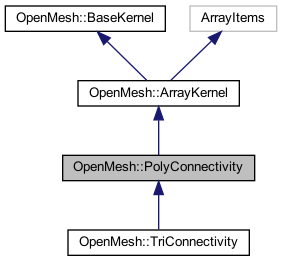 OpenMesh::BaseKernel
ArrayItems
OpenMesh::ArrayKernel
OpenMesh::PolyConnectivity
OpenMesh::TriConnectivity